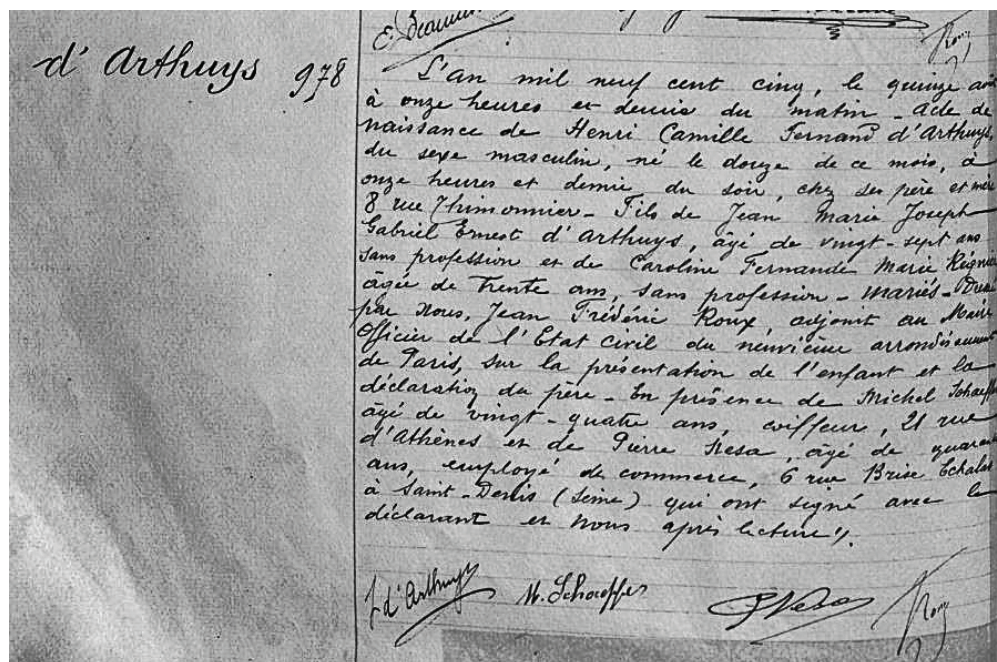 d'Arthuys 978
L'an mil neuf cent cinq, le quinze aoû
à onze heures et demie du matin - Acte de
naissance de Henri Camille Fernand d'Arthuys,
du sexe masculin, né le douze de ce mois, à
onze heures et demie du soir, chez ses père et mère
8 rue Thimonnier - Fils de Jean Marie Joseph
Gabriel Ernest d'Arthuys, âgé de vingt-sept ans
sans profession et de Caroline Fernande Marie Régnier
âgée de trente ans, sans profession - mariés - Dressé
par Nous, Jean Frédéric Roux, adjoint au Maire
Officier de l'Etat civil du neuvième arrondissement
de Paris, sur la présentation de l'enfant et la
déclaration du père - En présence de Michel Schaeffer
âgé de vingt-quatre ans, coiffeur, 21 rue
d'Athènes et de Pierre Nesa, âgé de quarante
ans, employé de commerce, 6 rue Brise Echalas
à Saint-Denis (Seine) qui ont signé avec le
déclarant et Nous après lecture ".
J d'Arthuys M. Schaeffer P Nesa Roux